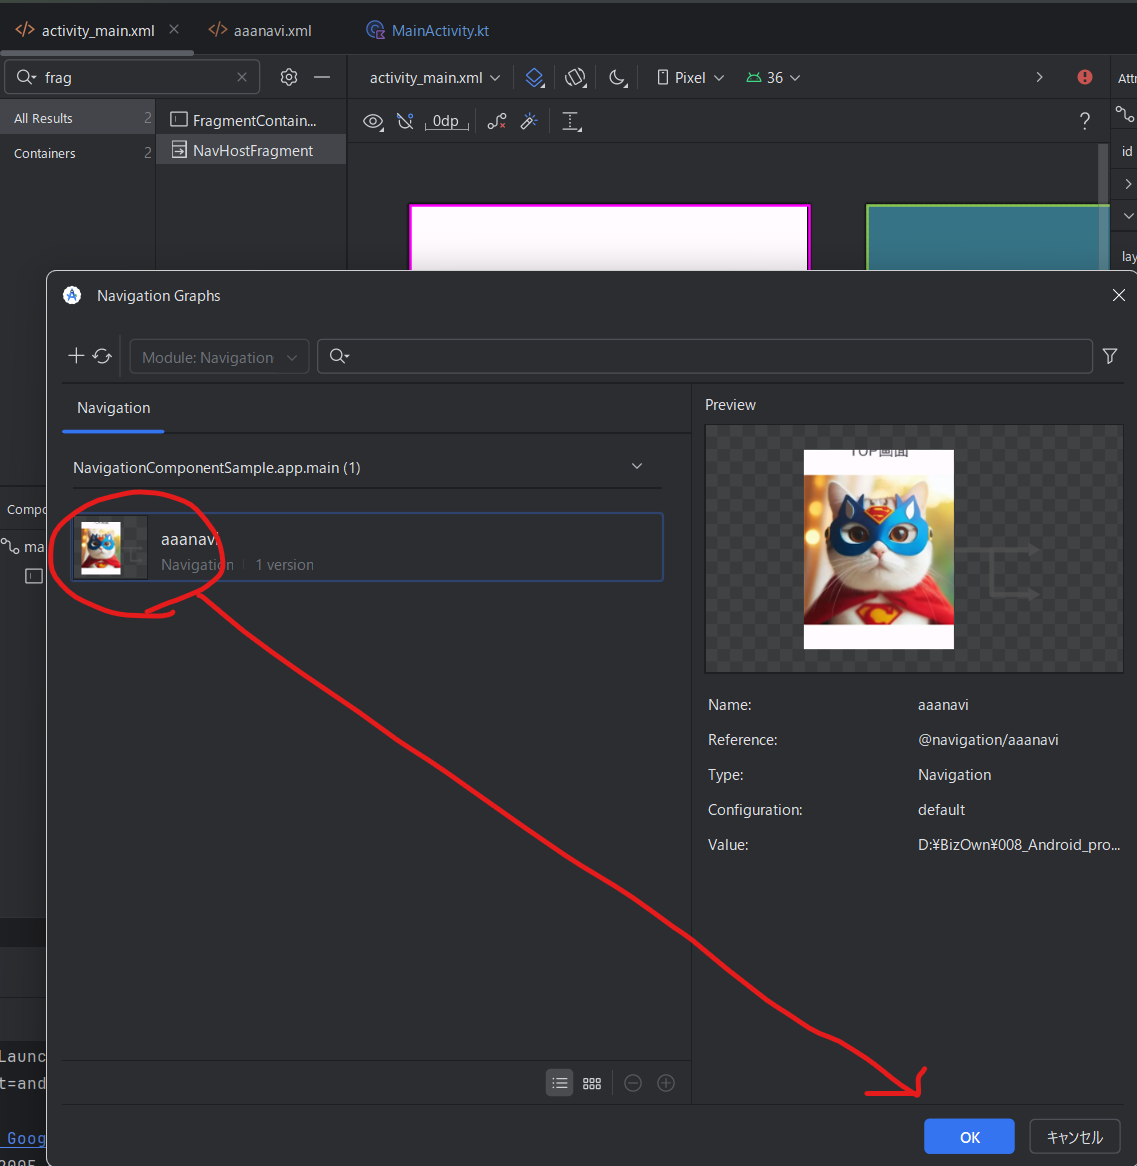 activity_main.xml
aaanavi.xml
MainActivity.kt
frag
activity_main.xml
Pixel
36
Attr
All Results 2
FragmentContain...
0dp
?
Containers 2
NavHostFragment
id
lay
Navigation Graphs
Module: Navigation
Navigation
Preview
NavigationComponentSample.app.main (1)
TOP画面
Compo
ma
aaanavi
Navigation
1 version
Name: aaanavi
Reference: @navigation/aaanavi
Type: Navigation
Configuration: default
Value: D:¥BizOwn¥008_Android_pro...
Launc
t=and
Goog
2005
OK
キャンセル